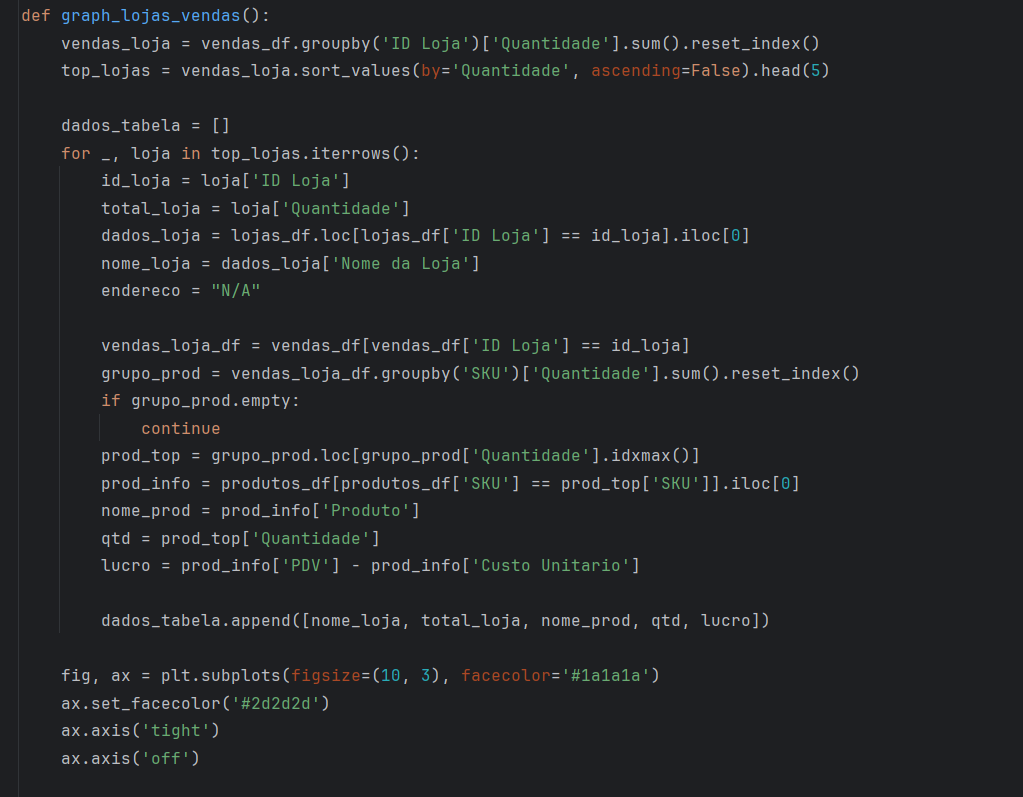 def graph_lojas_vendas():
    vendas_loja = vendas_df.groupby('ID Loja')['Quantidade'].sum().reset_index()
    top_lojas = vendas_loja.sort_values(by='Quantidade', ascending=False).head(5)

    dados_tabela = []
    for _, loja in top_lojas.iterrows():
        id_loja = loja['ID Loja']
        total_loja = loja['Quantidade']
        dados_loja = lojas_df.loc[lojas_df['ID Loja'] == id_loja].iloc[0]
        nome_loja = dados_loja['Nome da Loja']
        endereco = "N/A"

        vendas_loja_df = vendas_df[vendas_df['ID Loja'] == id_loja]
        grupo_prod = vendas_loja_df.groupby('SKU')['Quantidade'].sum().reset_index()
        if grupo_prod.empty:
            continue
        prod_top = grupo_prod.loc[grupo_prod['Quantidade'].idxmax()]
        prod_info = produtos_df[produtos_df['SKU'] == prod_top['SKU']].iloc[0]
        nome_prod = prod_info['Produto']
        qtd = prod_top['Quantidade']
        lucro = prod_info['PDV'] - prod_info['Custo Unitario']

        dados_tabela.append([nome_loja, total_loja, nome_prod, qtd, lucro])

    fig, ax = plt.subplots(figsize=(10, 3), facecolor='#1a1a1a')
    ax.set_facecolor('#2d2d2d')
    ax.axis('tight')
    ax.axis('off')